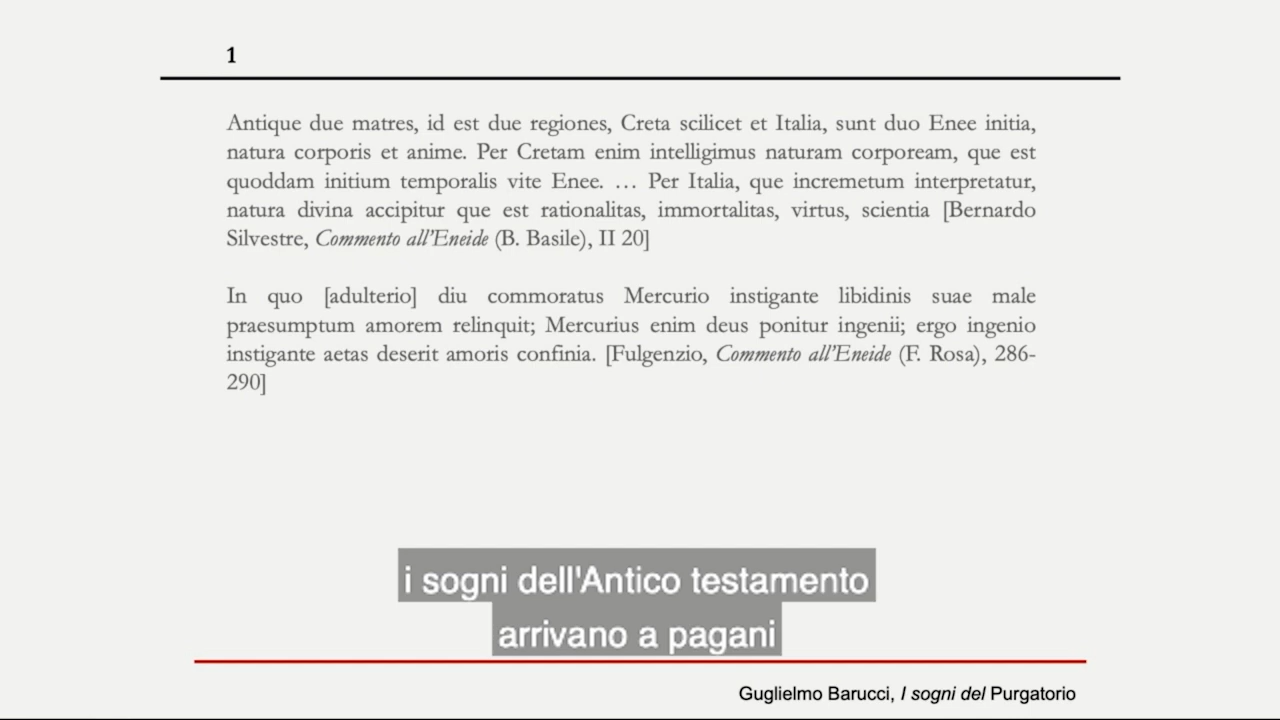 1
Antique due matres, id est due regiones, Creta scilicet et Italia, sunt duo Enee initia,
natura corporis et anime. Per Cretam enim intelligimus naturam corpoream, que est
quoddam initium temporalis vite Enee. … Per Italia, que incremetum interpretatur,
natura divina accipitur que est rationalitas, immortalitas, virtus, scientia [Bernardo
Silvestre, Commento all’Eneide (B. Basile), II 20]
In quo [adulterio] diu commoratus Mercurio instigante libidinis suae male
praesumptum amorem relinquit; Mercurius enim deus ponitur ingenii; ergo ingenio
instigante aetas deserit amoris confinia. [Fulgenzio, Commento all’Eneide (F. Rosa), 286-
290]
i sogni dell'Antico testamento
arrivano a pagani
Guglielmo Barucci, I sogni del Purgatorio